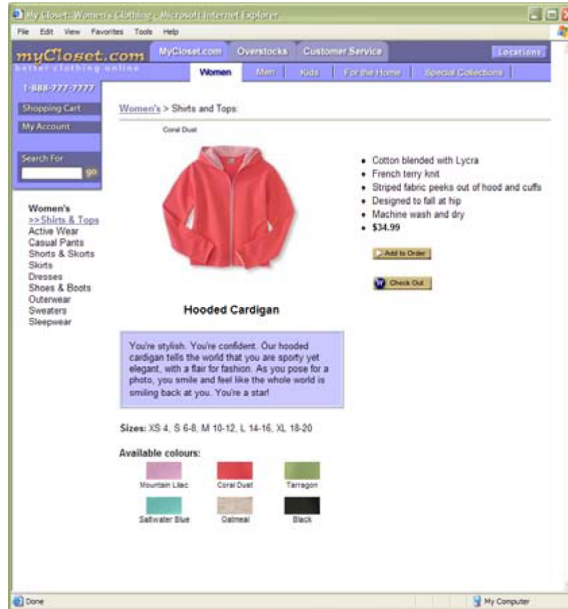 My Closet: Women's Clothing - Microsoft Internet Explorer
File Edit View Favorites Tools Help
myCloset.com MyCloset.com Overstocks Customer Service Locations
better clothing online
Women Men Kids For the Home Special Collections
1-888-777-7777
Shopping Cart
My Account
Search For
go
Women's > Shirts and Tops:
Coral Dust
Women's
>>Shirts & Tops
Active Wear
Casual Pants
Shorts & Skorts
Skirts
Dresses
Shoes & Boots
Outerwear
Sweaters
Sleepwear
• Cotton blended with Lycra
• French terry knit
• Striped fabric peeks out of hood and cuffs
• Designed to fall at hip
• Machine wash and dry
• $34.99
Add to Order
Check Out
Hooded Cardigan
You're stylish. You're confident. Our hooded
cardigan tells the world that you are sporty yet
elegant, with a flair for fashion. As you pose for a
photo, you smile and feel like the whole world is
smiling back at you. You're a star!
Sizes: XS 4, S 6-8, M 10-12, L 14-16, XL 18-20
Available colours:
Mountain Lilac Coral Dust Tarragon
Saltwater Blue Oatmeal Black
Done My Computer